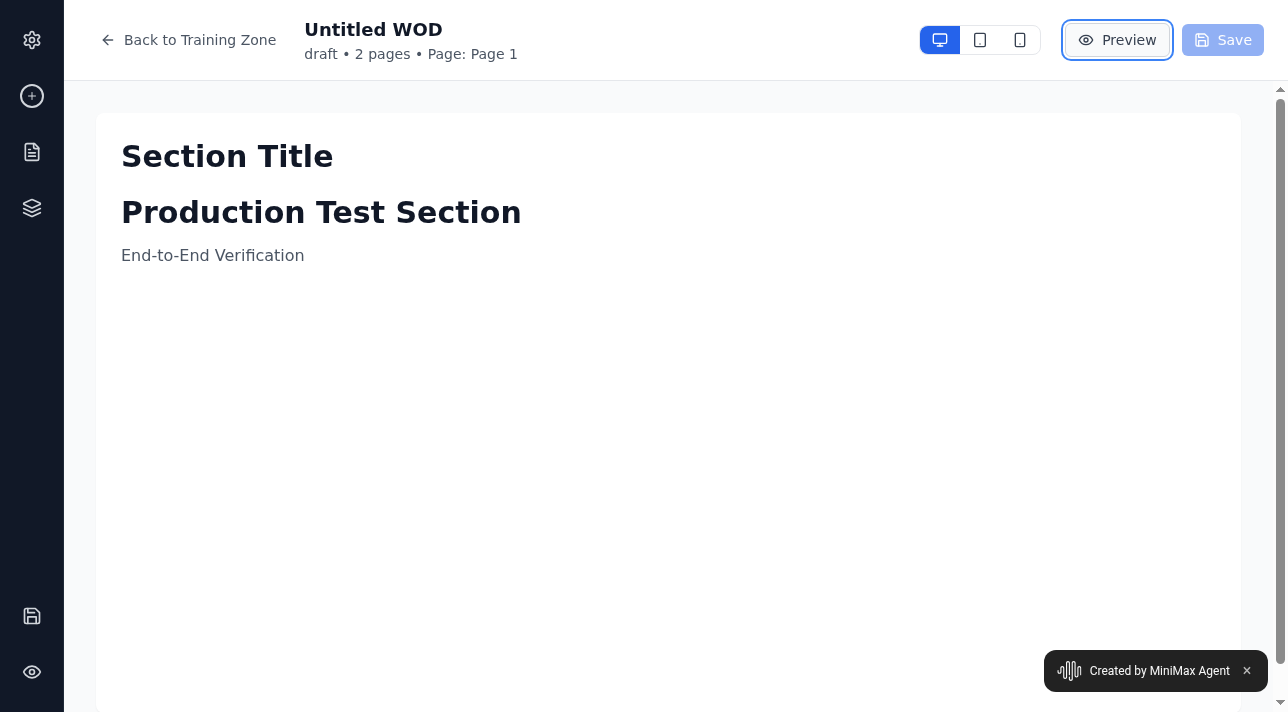 Back to Training Zone
Untitled WOD
draft • 2 pages • Page: Page 1
Preview
Save
Section Title
Production Test Section
End-to-End Verification
Created by MiniMax Agent ×